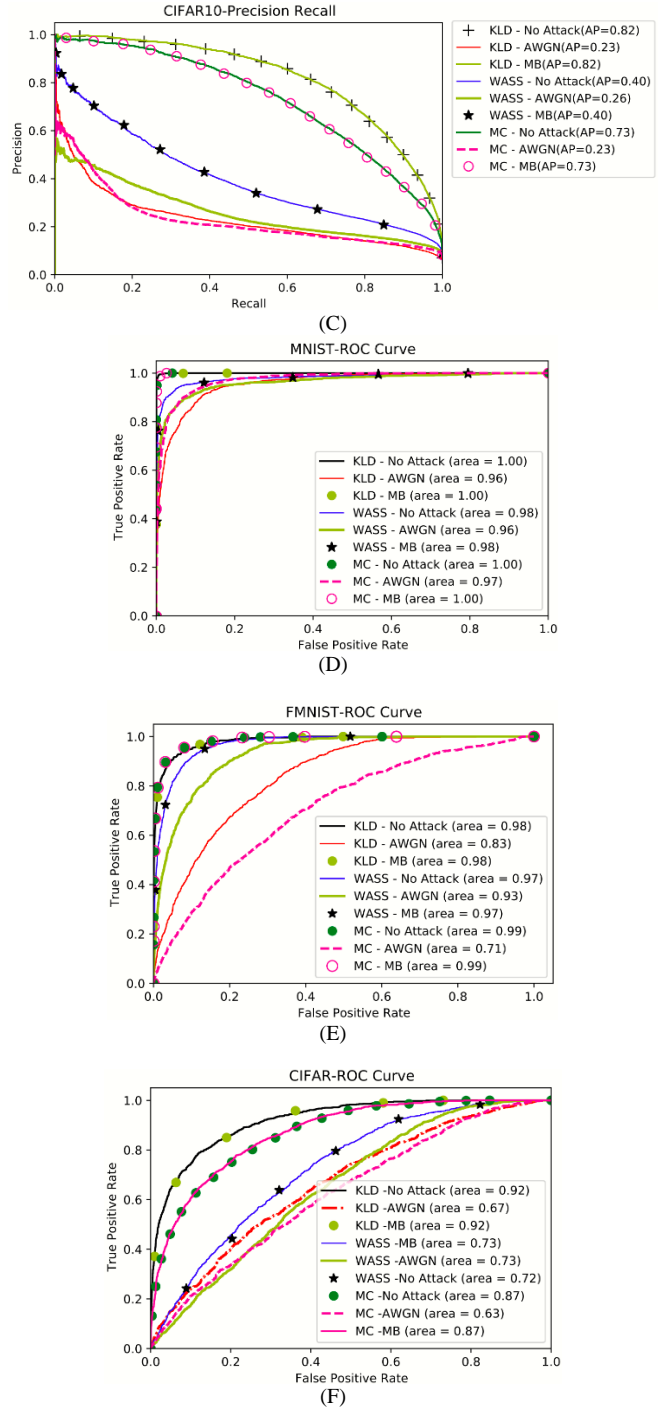 CIFAR10-Precision Recall
1.0
0.8
0.6
0.4
0.2
0.0
Precision
0.0 0.2 0.4 0.6 0.8 1.0
Recall
KLD - No Attack(AP=0.82)
KLD - AWGN(AP=0.23)
KLD - MB(AP=0.82)
WASS - No Attack(AP=0.40)
WASS - AWGN(AP=0.26)
WASS - MB(AP=0.40)
MC - No Attack(AP=0.73)
MC - AWGN(AP=0.23)
MC - MB(AP=0.73)
(C)
MNIST-ROC Curve
1.0
0.8
0.6
0.4
0.2
0.0
True Positive Rate
KLD - No Attack (area = 1.00)
KLD - AWGN (area = 0.96)
KLD - MB (area = 1.00)
WASS - No Attack (area = 0.98)
WASS - AWGN (area = 0.96)
WASS - MB (area = 0.98)
MC - No Attack (area = 1.00)
MC - AWGN (area = 0.97)
MC - MB (area = 1.00)
0.0 0.2 0.4 0.6 0.8 1.0
False Positive Rate
(D)
FMNIST-ROC Curve
1.0
0.8
0.6
0.4
0.2
0.0
True Positive Rate
KLD - No Attack (area = 0.98)
KLD - AWGN (area = 0.83)
KLD - MB (area = 0.98)
WASS - No Attack (area = 0.97)
WASS - AWGN (area = 0.93)
WASS - MB (area = 0.97)
MC - No Attack (area = 0.99)
MC - AWGN (area = 0.71)
MC - MB (area = 0.99)
0.0 0.2 0.4 0.6 0.8 1.0
False Positive Rate
(E)
CIFAR-ROC Curve
1.0
0.8
0.6
0.4
0.2
0.0
True Positive Rate
KLD -No Attack (area = 0.92)
KLD -AWGN (area = 0.67)
KLD -MB (area = 0.92)
WASS -MB (area = 0.73)
WASS -AWGN (area = 0.73)
WASS -No Attack (area = 0.72)
MC -No Attack (area = 0.87)
MC -AWGN (area = 0.63)
MC -MB (area = 0.87)
0.0 0.2 0.4 0.6 0.8 1.0
False Positive Rate
(F)